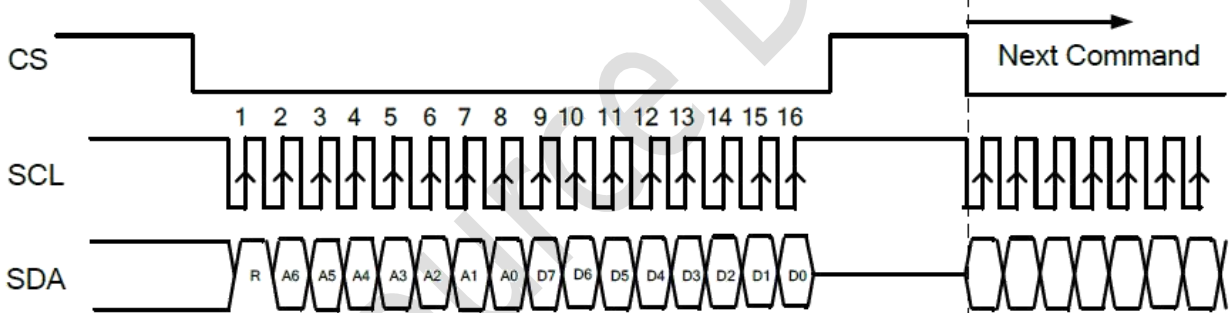 CS
Next Command
1 2 3 4 5 6 7 8 9 10 11 12 13 14 15 16
SCL
SDA R A6 A5 A4 A3 A2 A1 A0 D7 D6 D5 D4 D3 D2 D1 D0